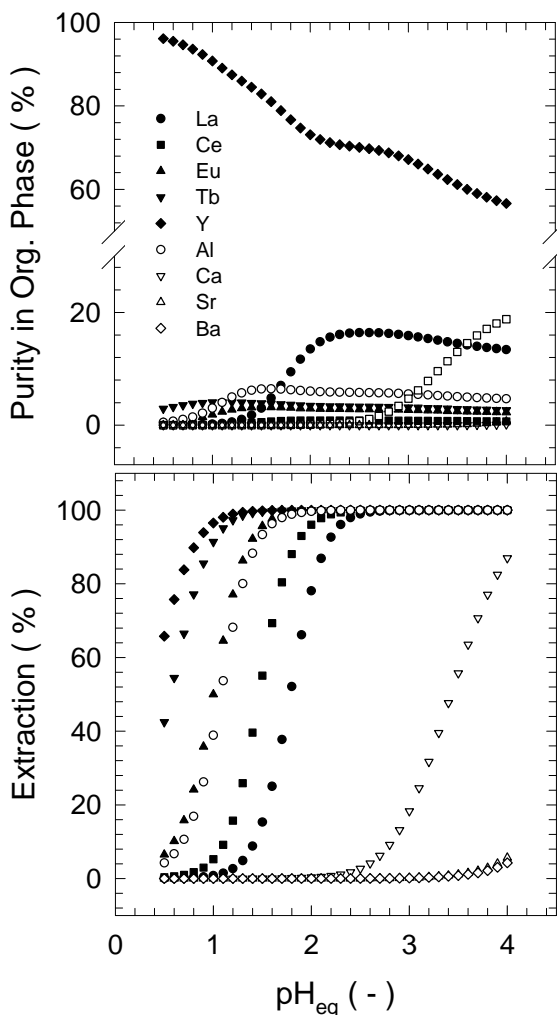 Purity in Org. Phase ( % )
100
80
60
20
0
La
Ce
Eu
Tb
Y
Al
Ca
Sr
Ba
Extraction ( % )
100
80
60
40
20
0
0 1 2 3 4
pHeq ( - )